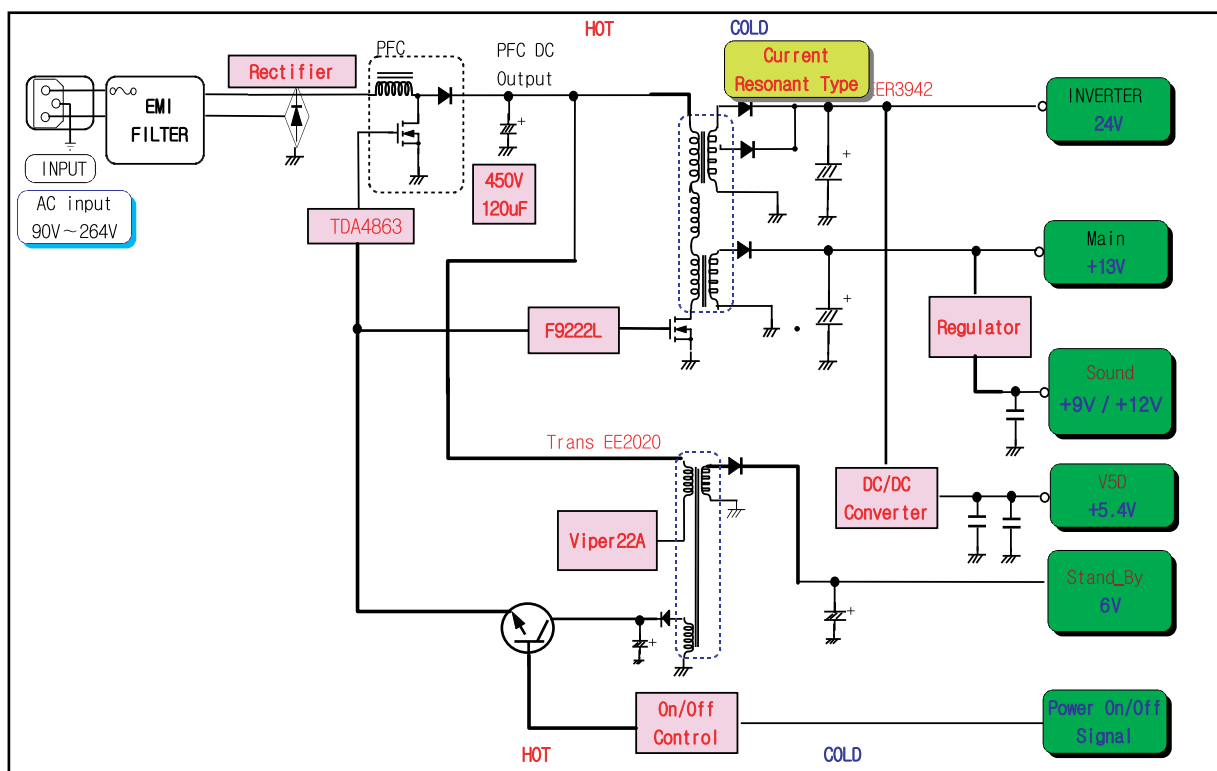 HOT
COLD
PFC
PFC DC
Output
Current
Resonant Type
Rectifier
ER3942
INVERTER
24V
EMI
FILTER
INPUT
AC input
90V~264V
450V
120uF
TDA4863
Main
+13V
F9222L
Regulator
Sound
+9V / +12V
Trans EE2020
DC/DC
Converter
V5D
+5.4V
Viper22A
Stand_By
6V
On/Off
Control
Power On/Off
Signal
HOT
COLD